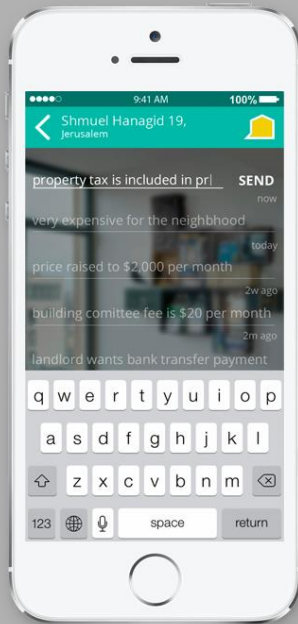 9:41 AM 100%
Shmuel Hanagid 19,
Jerusalem
property tax is included in pr SEND
now
very expensive for the neighbhood
today
price raised to $2,000 per month
2w ago
building comittee fee is $20 per month
2m ago
landlord wants bank transfer payment
q w e r t y u i o p
a s d f g h j k l
z x c v b n m
123 space return